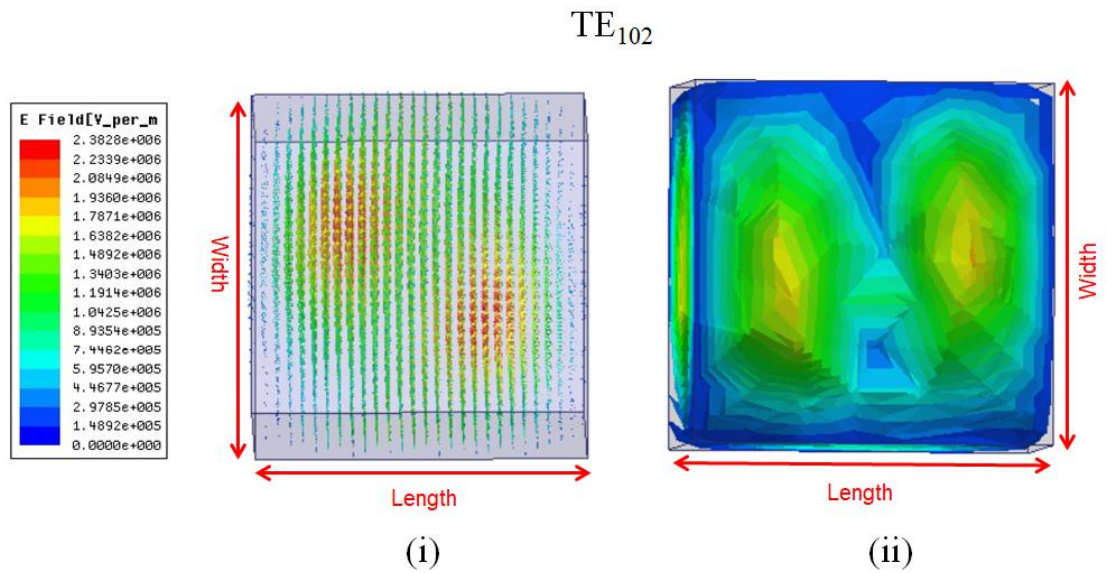 TE102
E Field[V_per_m
2.3828e+006
2.2339e+006
2.0849e+006
1.9360e+006
1.7871e+006
1.6382e+006
1.4892e+006
1.3403e+006
1.1914e+006
1.0425e+006
8.9354e+005
7.4462e+005
5.9570e+005
4.4677e+005
2.9785e+005
1.4892e+005
0.0000e+000
Width
Length
(i)
Width
Length
(ii)